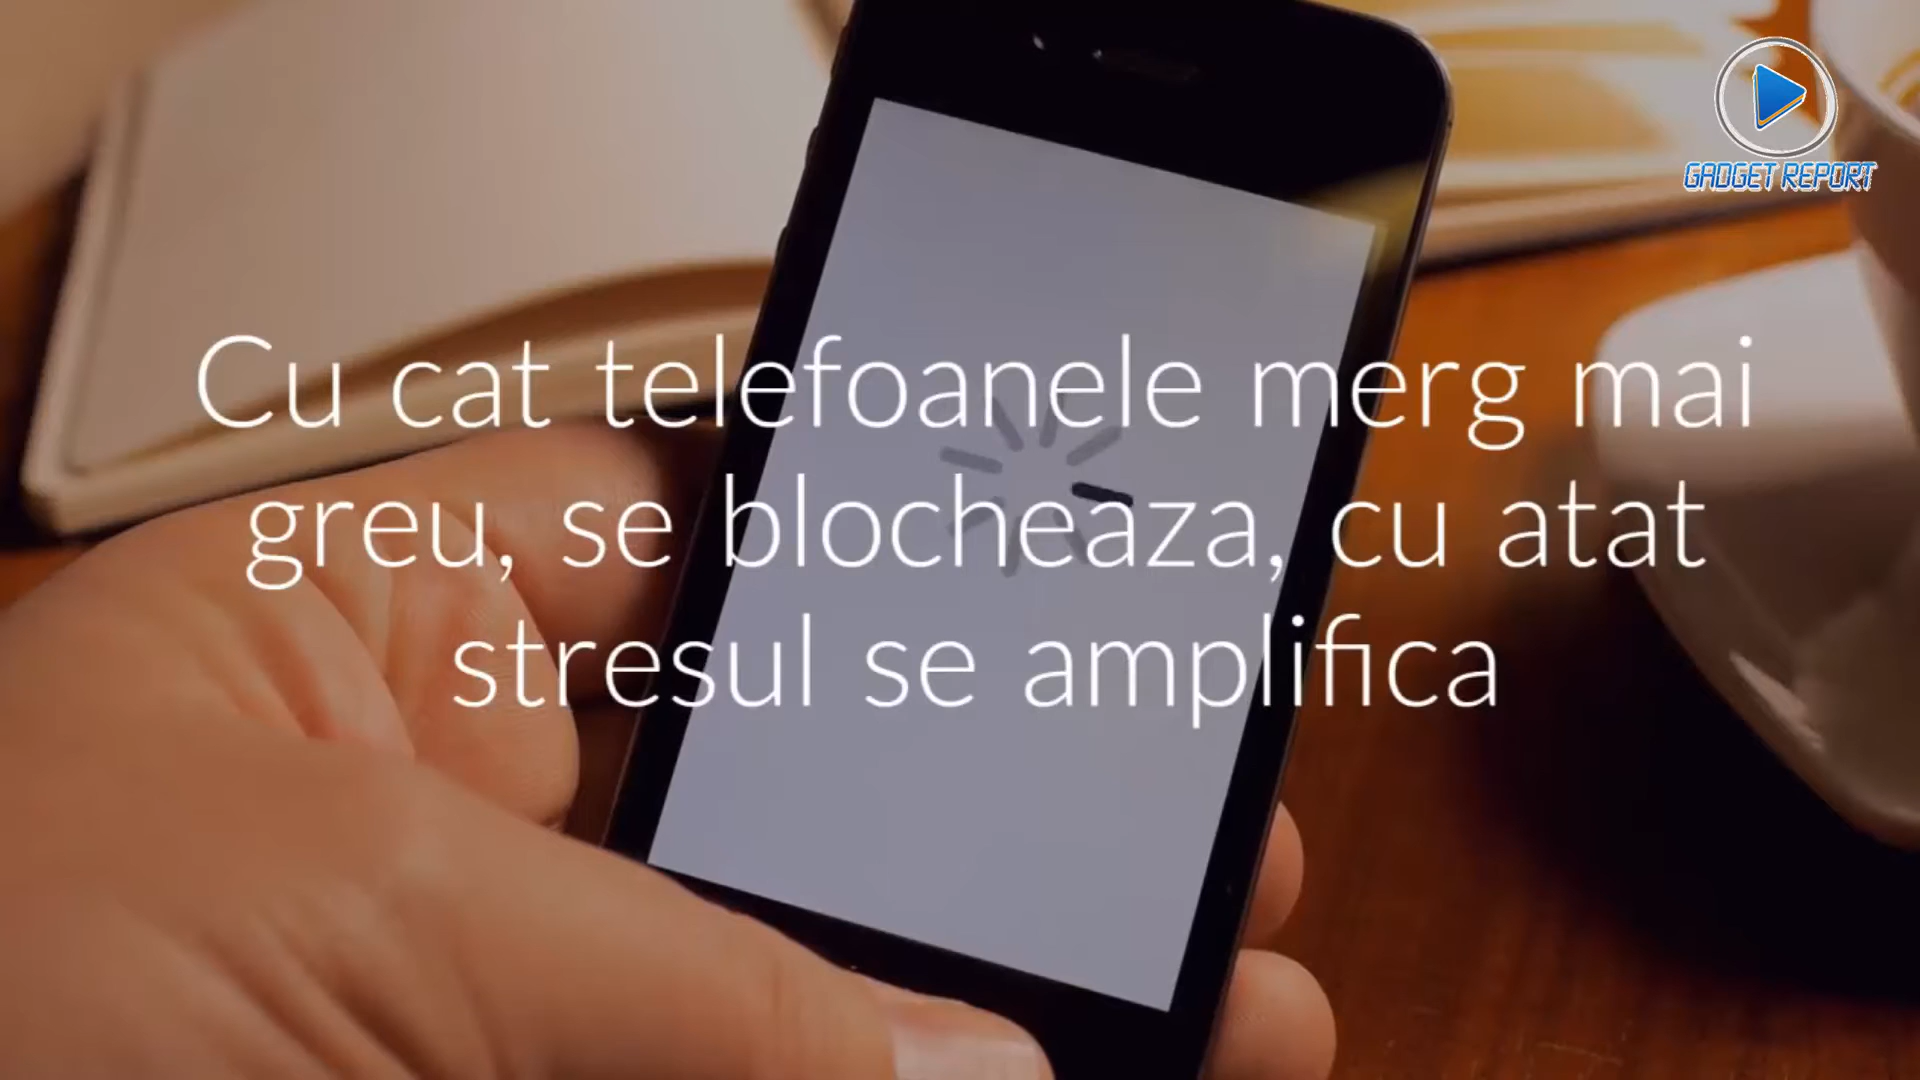 GADGET REPORT
Cu cat telefoanele merg mai
greu, se blocheaza, cu atat
stresul se amplifica